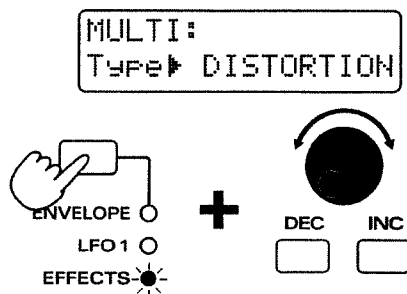 MULTI:
Type▶ DISTORTION
ENVELOPE
LFO 1
EFFECTS
DEC INC